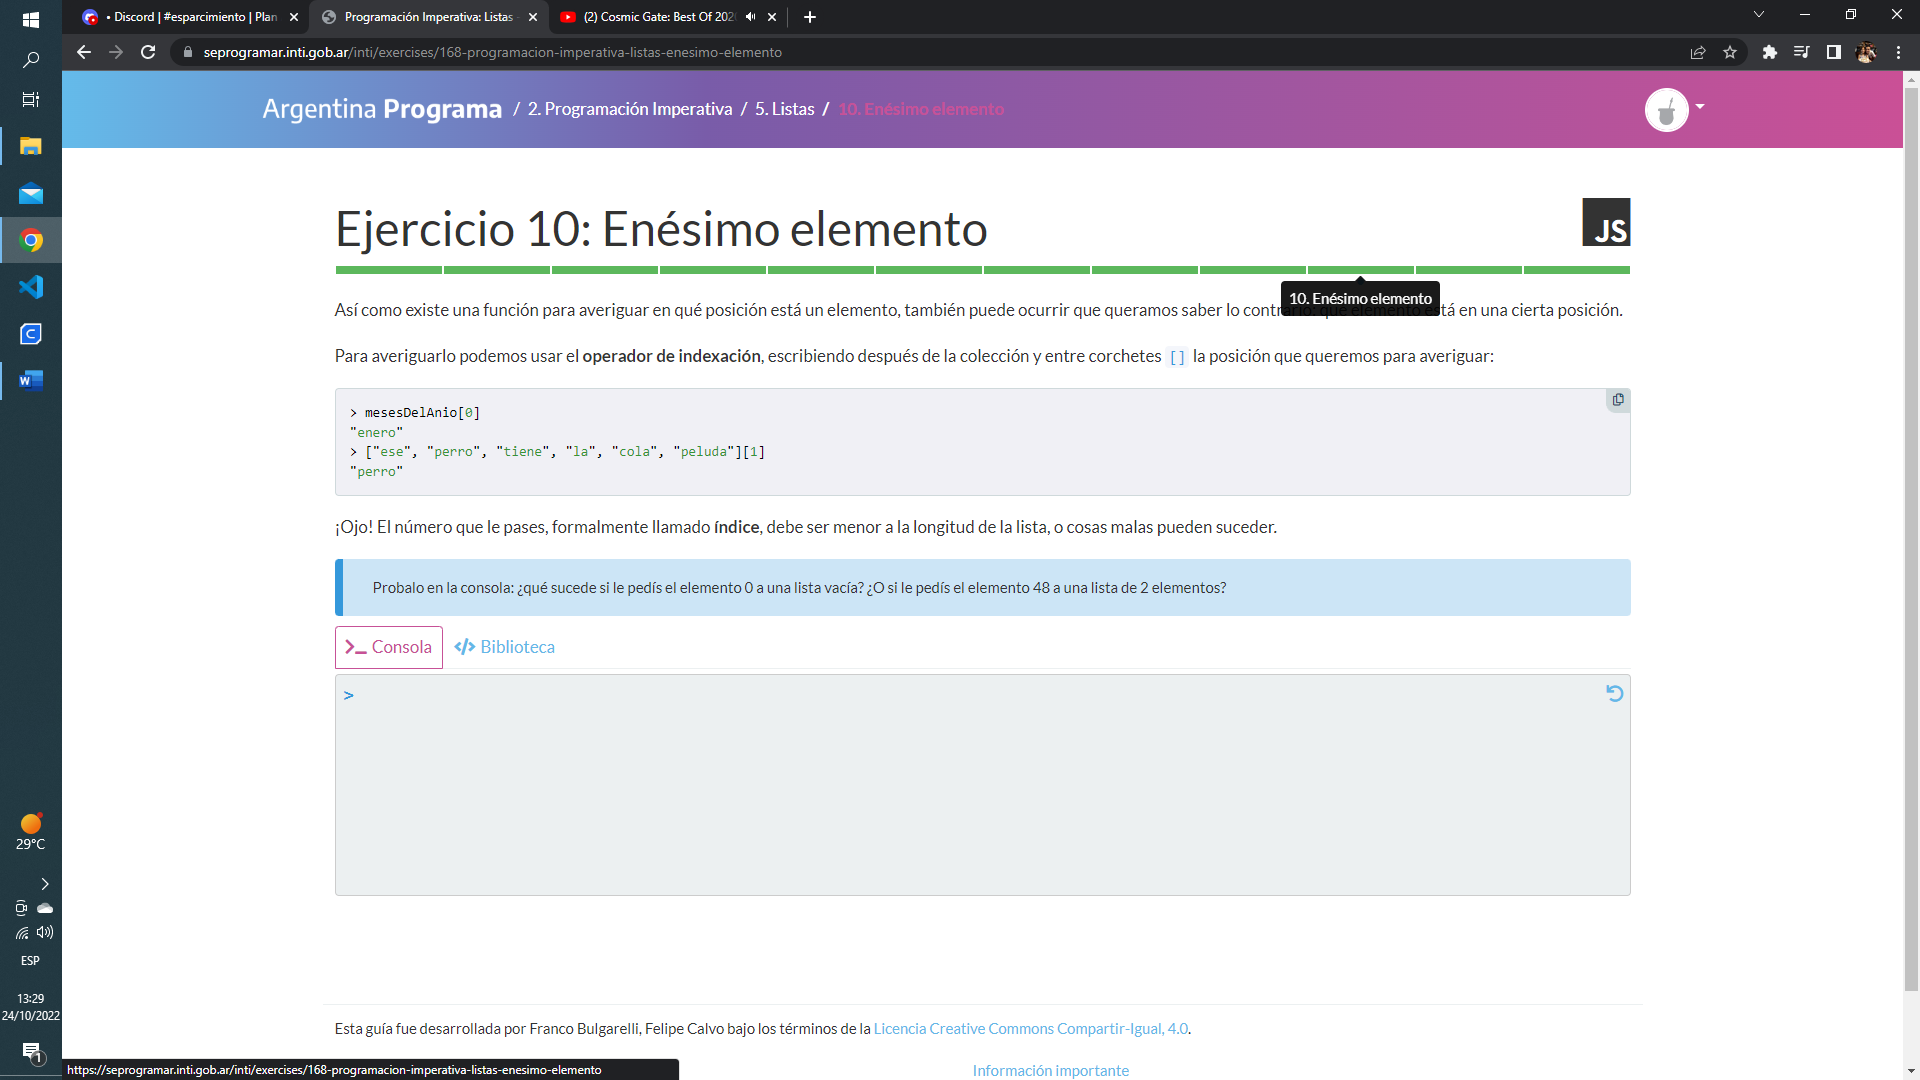 • Discord | #esparcimiento | Plan
Programación Imperativa: Listas
(2) Cosmic Gate: Best Of 202
seprogramar.inti.gob.ar/inti/exercises/168-programacion-imperativa-listas-enesimo-elemento
Argentina Programa / 2. Programación Imperativa / 5. Listas / 10. Enésimo elemento
Ejercicio 10: Enésimo elemento
JS
10. Enésimo elemento
Así como existe una función para averiguar en qué posición está un elemento, también puede ocurrir que queramos saber lo contrario: qué elemento está en una cierta posición.
Para averiguarlo podemos usar el operador de indexación, escribiendo después de la colección y entre corchetes [] la posición que queremos para averiguar:
> mesesDelAnio[0]
"enero"
> ["ese", "perro", "tiene", "la", "cola", "peluda"][1]
"perro"
¡Ojo! El número que le pases, formalmente llamado índice, debe ser menor a la longitud de la lista, o cosas malas pueden suceder.
Probalo en la consola: ¿qué sucede si le pedís el elemento 0 a una lista vacía? ¿O si le pedís el elemento 48 a una lista de 2 elementos?
Consola
Biblioteca
>
29°C
ESP
13:29
24/10/2022
1
Esta guía fue desarrollada por Franco Bulgarelli, Felipe Calvo bajo los términos de la Licencia Creative Commons Compartir-Igual, 4.0.
Información importante
https://seprogramar.inti.gob.ar/inti/exercises/168-programacion-imperativa-listas-enesimo-elemento